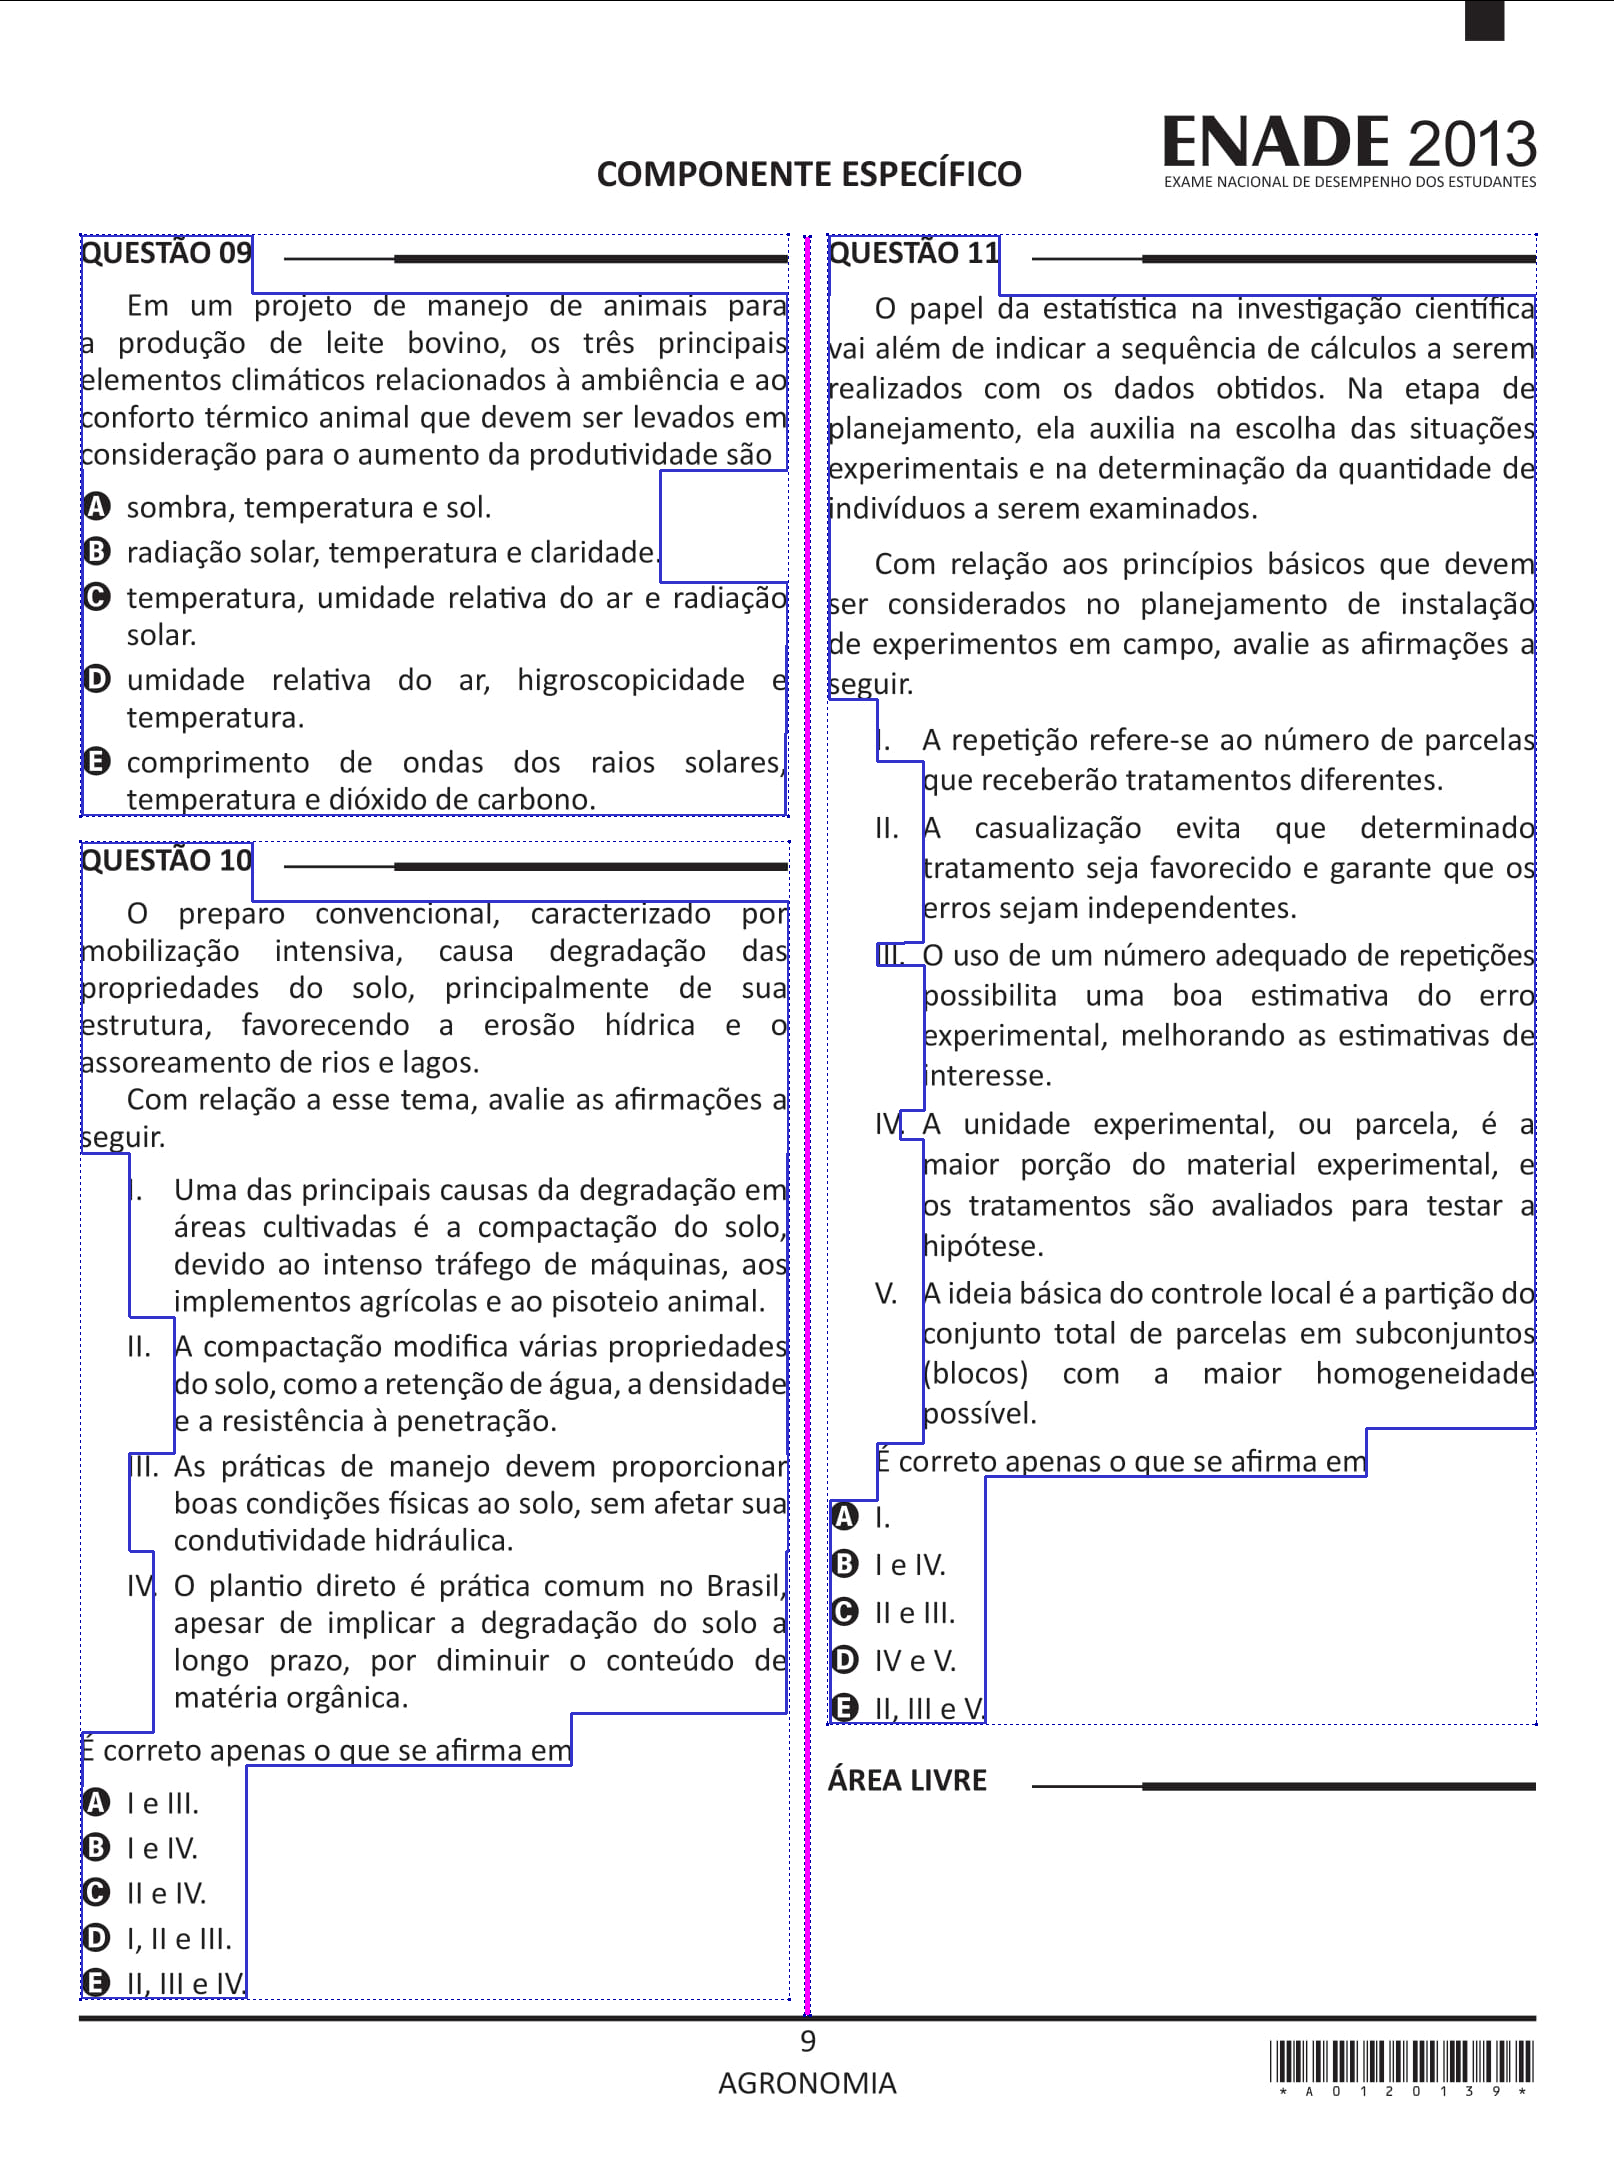 ENADE 2013
EXAME NACIONAL DE DESEMPENHO DOS ESTUDANTES
COMPONENTE ESPECÍFICO
QUESTÃO 09
Em um projeto de manejo de animais para
a produção de leite bovino, os três principais
elementos climáticos relacionados à ambiência e ao
conforto térmico animal que devem ser levados em
consideração para o aumento da produtividade são
A sombra, temperatura e sol.
B radiação solar, temperatura e claridade.
C temperatura, umidade relativa do ar e radiação
solar.
D umidade relativa do ar, higroscopicidade e
temperatura.
E comprimento de ondas dos raios solares,
temperatura e dióxido de carbono.
QUESTÃO 10
O preparo convencional, caracterizado por
mobilização intensiva, causa degradação das
propriedades do solo, principalmente de sua
estrutura, favorecendo a erosão hídrica e o
assoreamento de rios e lagos.
Com relação a esse tema, avalie as afirmações a
seguir.
I. Uma das principais causas da degradação em
áreas cultivadas é a compactação do solo,
devido ao intenso tráfego de máquinas, aos
implementos agrícolas e ao pisoteio animal.
II. A compactação modifica várias propriedades
do solo, como a retenção de água, a densidade
e a resistência à penetração.
III. As práticas de manejo devem proporcionar
boas condições físicas ao solo, sem afetar sua
condutividade hidráulica.
IV. O plantio direto é prática comum no Brasil,
apesar de implicar a degradação do solo a
longo prazo, por diminuir o conteúdo de
matéria orgânica.
É correto apenas o que se afirma em
A I e III.
B I e IV.
C II e IV.
D I, II e III.
E II, III e IV.
QUESTÃO 11
O papel da estatística na investigação científica
vai além de indicar a sequência de cálculos a serem
realizados com os dados obtidos. Na etapa de
planejamento, ela auxilia na escolha das situações
experimentais e na determinação da quantidade de
indivíduos a serem examinados.
Com relação aos princípios básicos que devem
ser considerados no planejamento de instalação
de experimentos em campo, avalie as afirmações a
seguir.
I. A repetição refere-se ao número de parcelas
que receberão tratamentos diferentes.
II. A casualização evita que determinado
tratamento seja favorecido e garante que os
erros sejam independentes.
III. O uso de um número adequado de repetições
possibilita uma boa estimativa do erro
experimental, melhorando as estimativas de
interesse.
IV. A unidade experimental, ou parcela, é a
maior porção do material experimental, e
os tratamentos são avaliados para testar a
hipótese.
V. A ideia básica do controle local é a partição do
conjunto total de parcelas em subconjuntos
(blocos) com a maior homogeneidade
possível.
É correto apenas o que se afirma em
A I.
B I e IV.
C II e III.
D IV e V.
E II, III e V.
ÁREA LIVRE
9
AGRONOMIA
*A0120139*